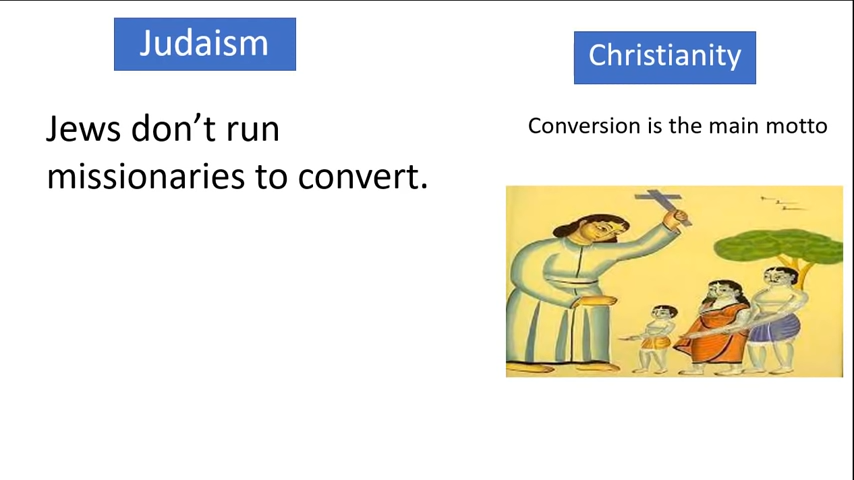 Judaism
Christianity
Jews don’t run
missionaries to convert.
Conversion is the main motto